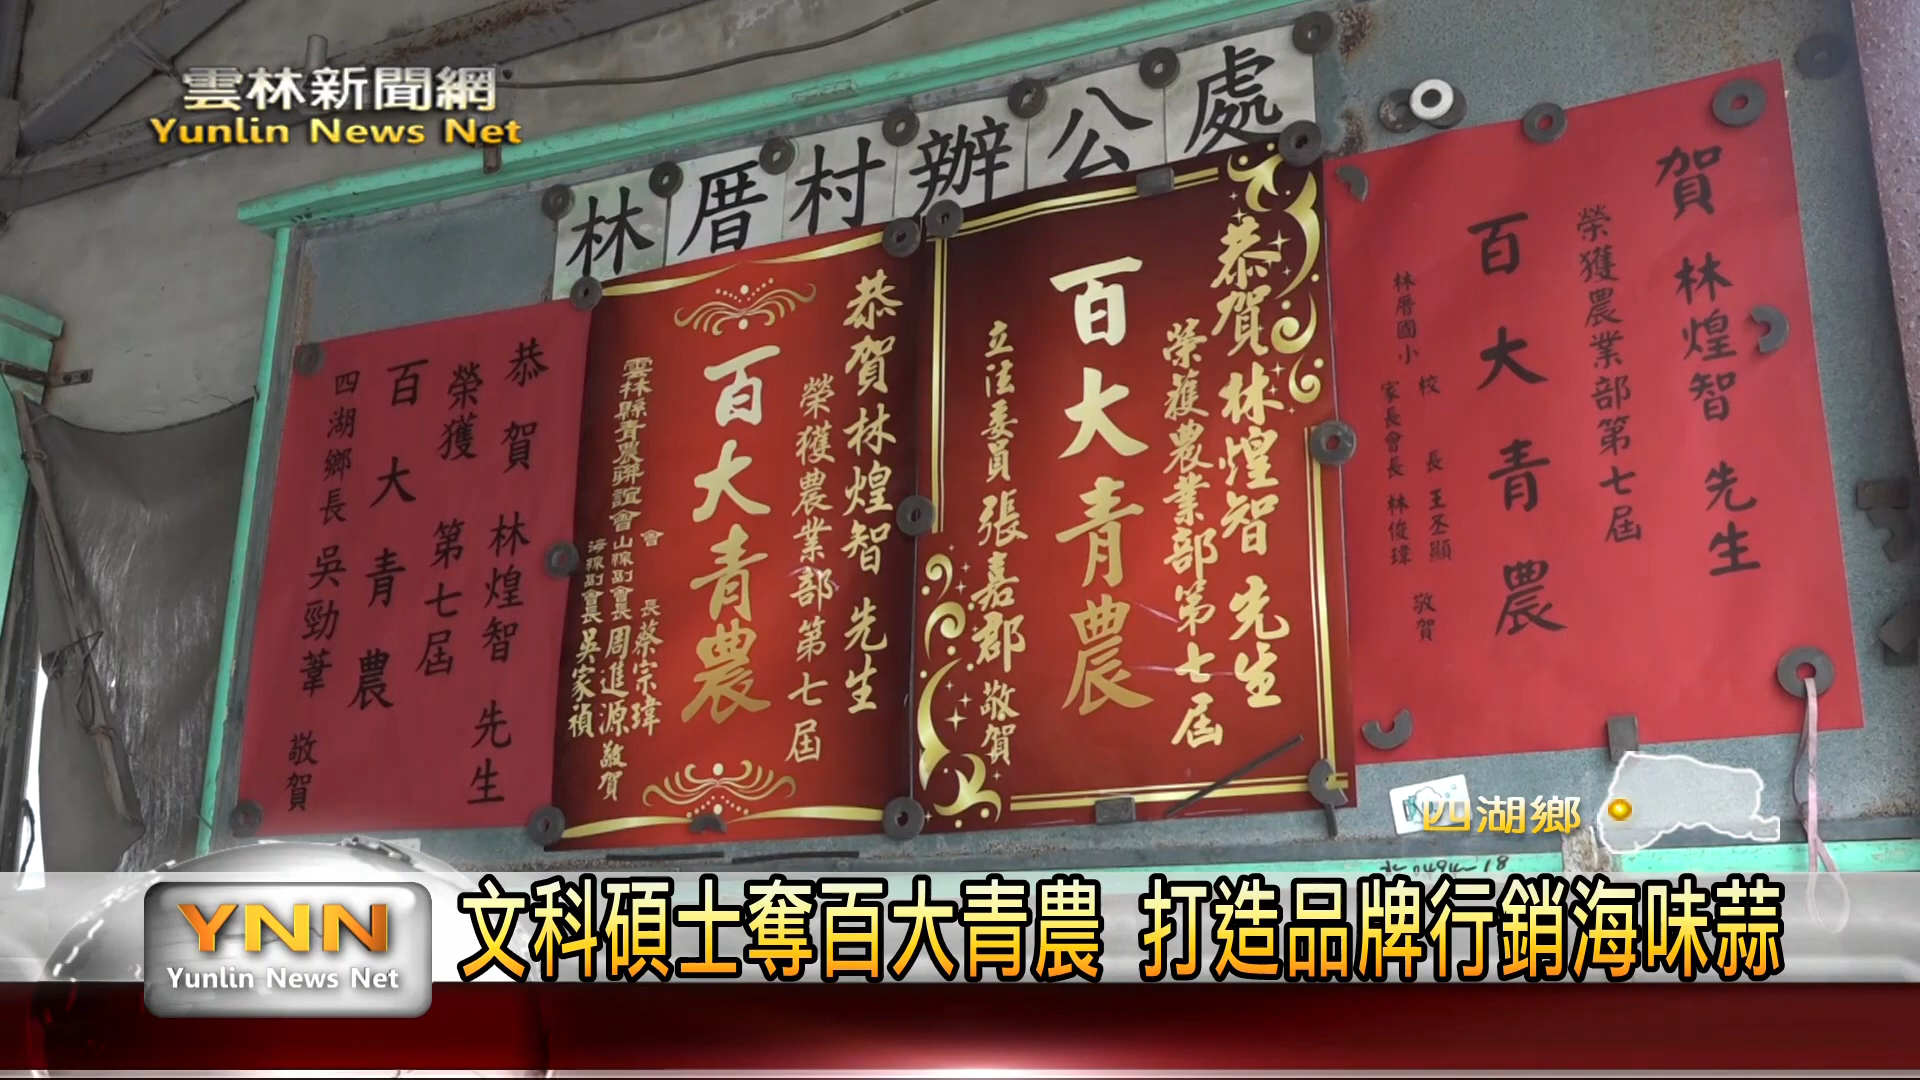 雲林新聞網
Yunlin News Net
林厝村辦公處
賀 林煌智 先生
榮獲農業部第七屆
百大青農
林厝國小 校長 王丞顯
家長會長 林俊瑋
敬賀
恭賀 林煌智 先生
榮獲農業部第七屆
百大青農
立法委員 張嘉郡 敬賀
恭賀 林煌智 先生
榮獲農業部第七屆
百大青農
雲林縣青農聯誼會
會長 蔡宗瑋
山線副會長 周進源
海線副會長 吳家禎
敬賀
恭賀 林煌智 先生
榮獲 第七屆
百大青農
四湖鄉長 吳勁葦 敬賀
四湖鄉
YNN
Yunlin News Net
文科碩士奪百大青農 打造品牌行銷海味蒜